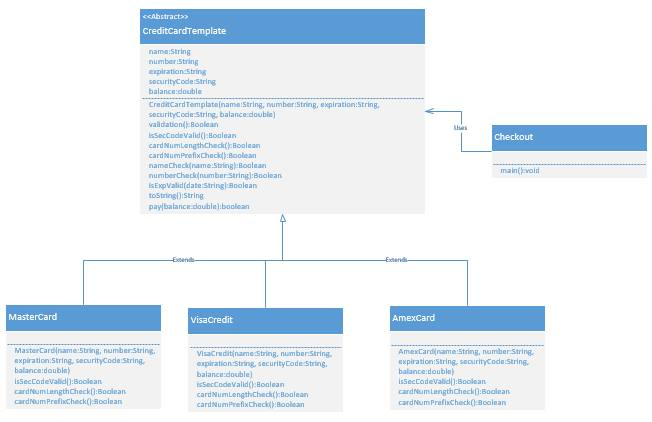 <<Abstract>>
CreditCardTemplate
name:String
number:String
expiration:String
securityCode:String
balance:double
CreditCardTemplate(name:String, number:String, expiration:String,
securityCode:String, balance:double)
validation():Boolean
isSecCodeValid():Boolean
cardNumLengthCheck():Boolean
cardNumPrefixCheck():Boolean
nameCheck(name:String):Boolean
numberCheck(number:String):Boolean
isExpValid(date:String):Boolean
toString():String
pay(balance:double):boolean
Uses
Checkout
main():void
Extends
Extends
MasterCard
MasterCard(name:String, number:String,
expiration:String, securityCode:String,
balance:double)
isSecCodeValid():Boolean
cardNumLengthCheck():Boolean
cardNumPrefixCheck():Boolean
VisaCredit
VisaCredit(name:String, number:String,
expiration:String, securityCode:String,
balance:double)
isSecCodeValid():Boolean
cardNumLengthCheck():Boolean
cardNumPrefixCheck():Boolean
AmexCard
AmexCard(name:String, number:String,
expiration:String, securityCode:String,
balance:double)
isSecCodeValid():Boolean
cardNumLengthCheck():Boolean
cardNumPrefixCheck():Boolean